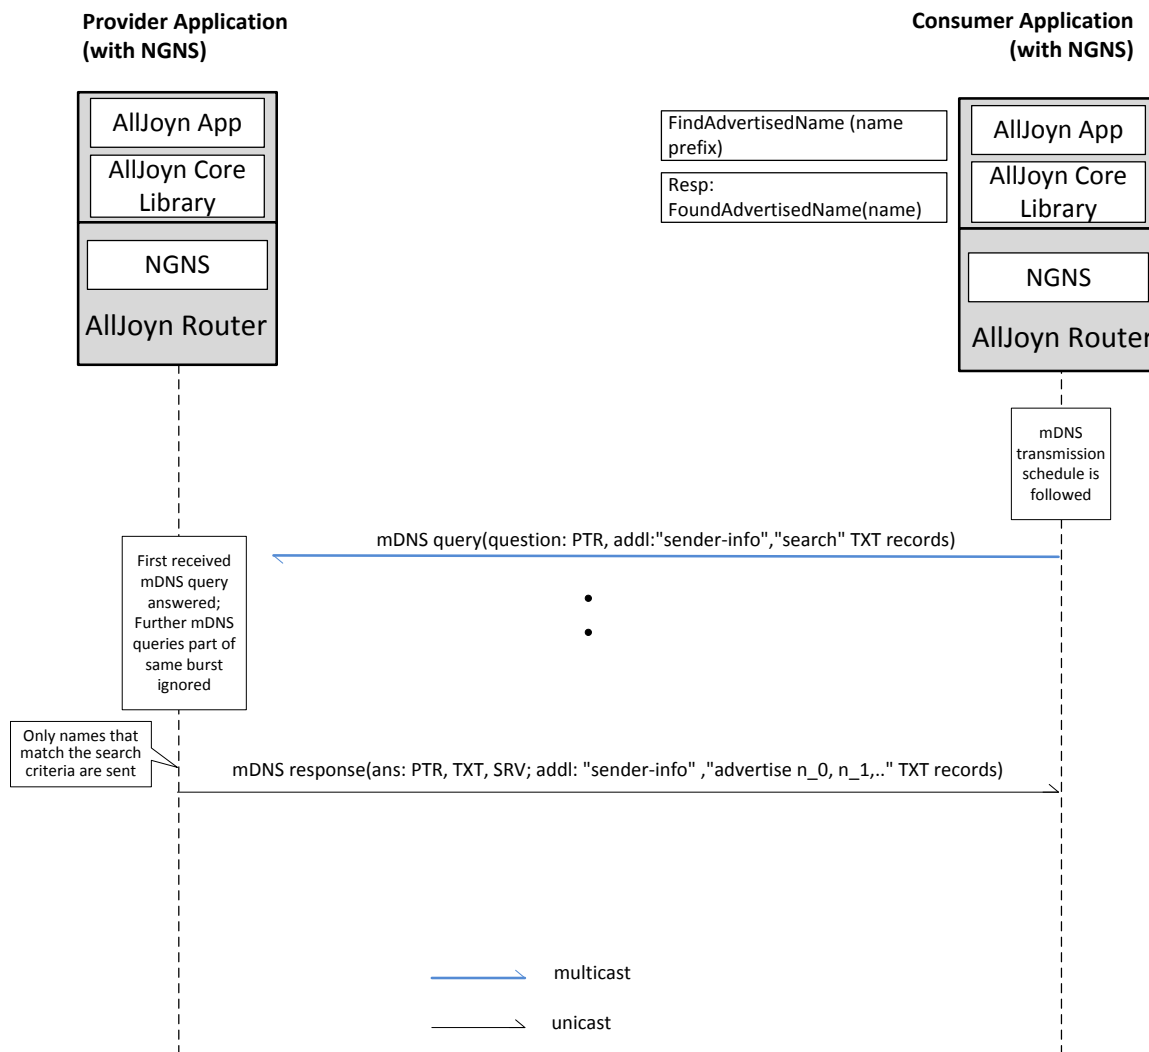 Provider Application
(with NGNS)
Consumer Application
(with NGNS)
AllJoyn App
AllJoyn Core
Library
NGNS
AllJoyn Router
FindAdvertisedName (name
prefix)
Resp:
FoundAdvertisedName(name)
AllJoyn App
AllJoyn Core
Library
NGNS
AllJoyn Router
mDNS
transmission
schedule is
followed
mDNS query(question: PTR, addl:"sender-info","search" TXT records)
First received
mDNS query
answered;
Further mDNS
queries part of
same burst
ignored
Only names that
match the search
criteria are sent
mDNS response(ans: PTR, TXT, SRV; addl: "sender-info" ,"advertise n_0, n_1,.." TXT records)
multicast
unicast